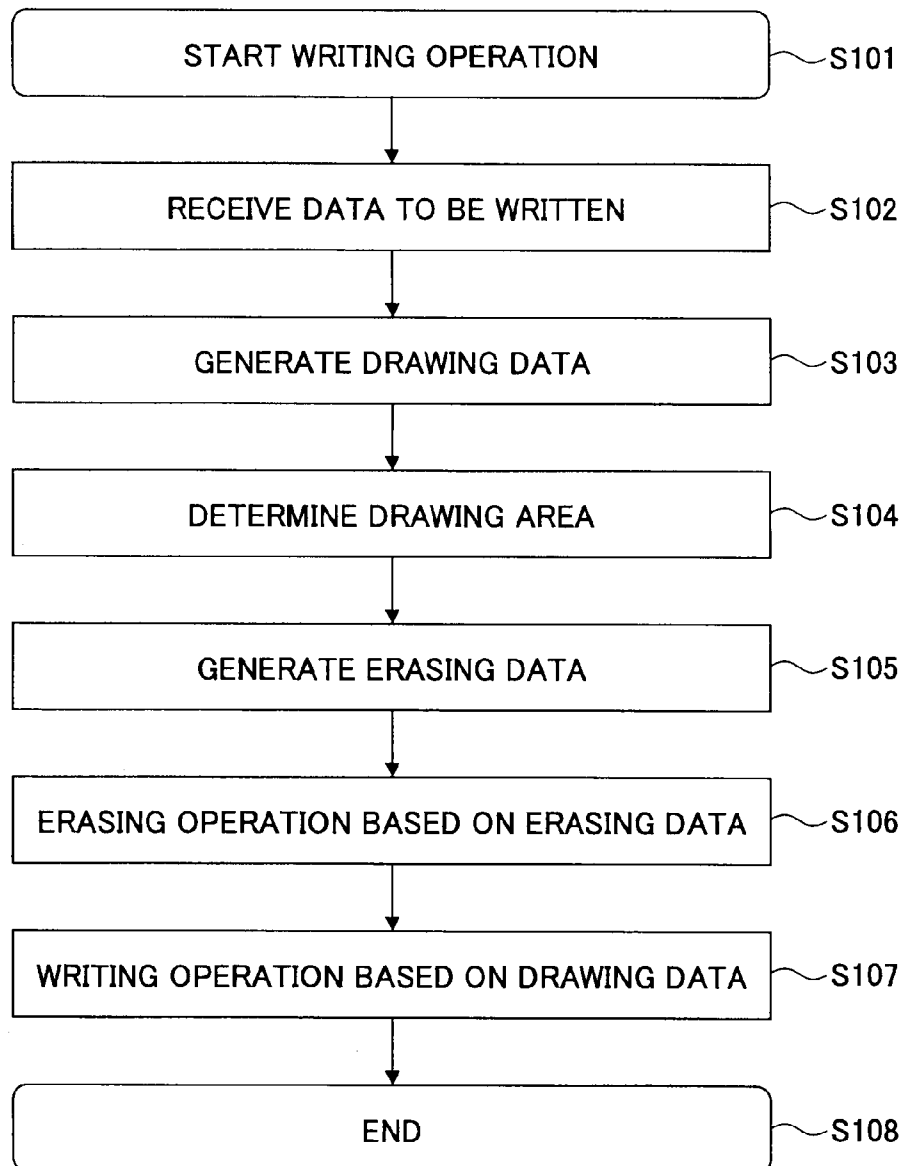 START WRITING OPERATION S101
RECEIVE DATA TO BE WRITTEN S102
GENERATE DRAWING DATA S103
DETERMINE DRAWING AREA S104
GENERATE ERASING DATA S105
ERASING OPERATION BASED ON ERASING DATA S106
WRITING OPERATION BASED ON DRAWING DATA S107
END S108